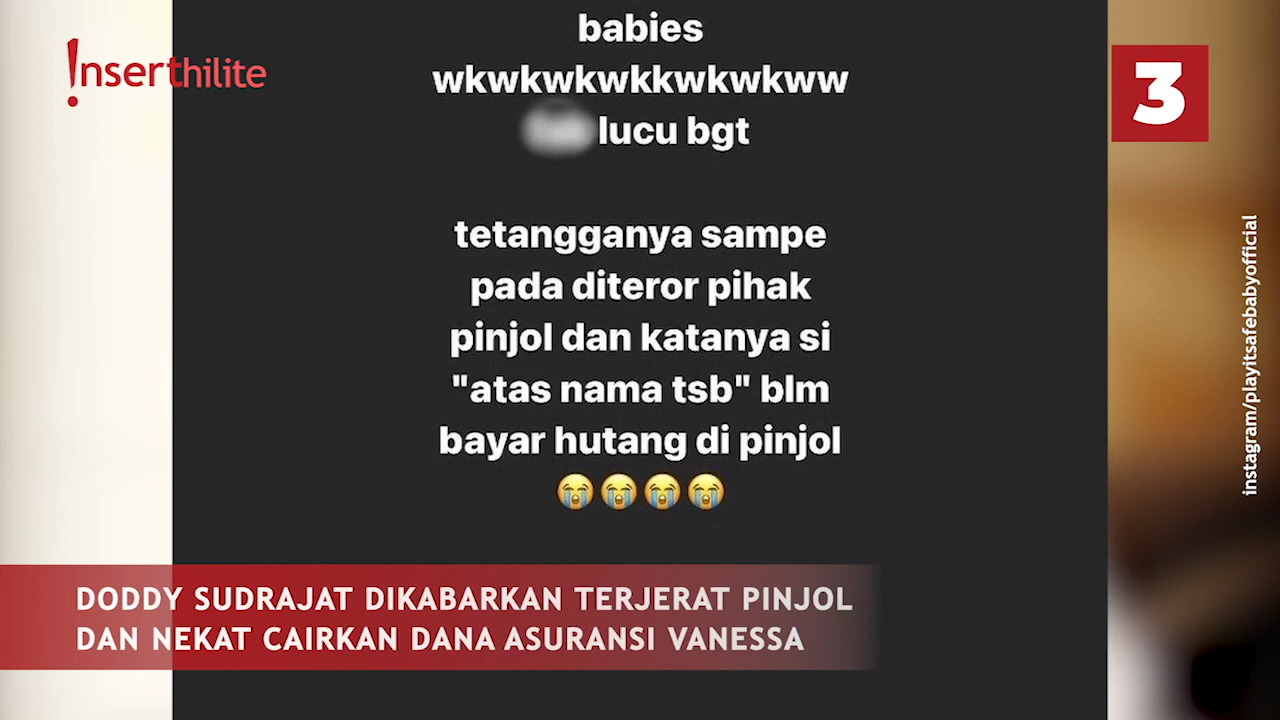 babies
wkwkwkwkkwkwkww
lucu bgt
tetangganya sampe
pada diteror pihak
pinjol dan katanya si
"atas nama tsb" blm
bayar hutang di pinjol
😭😭😭😭
!nserthilite
3
instagram/playitsafebabyofficial
DODDY SUDRAJAT DIKABARKAN TERJERAT PINJOL
DAN NEKAT CAIRKAN DANA ASURANSI VANESSA